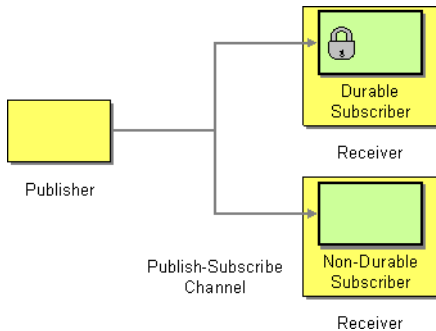 Durable
Subscriber
Receiver
Publisher
Publish-Subscribe
Channel
Non-Durable
Subscriber
Receiver